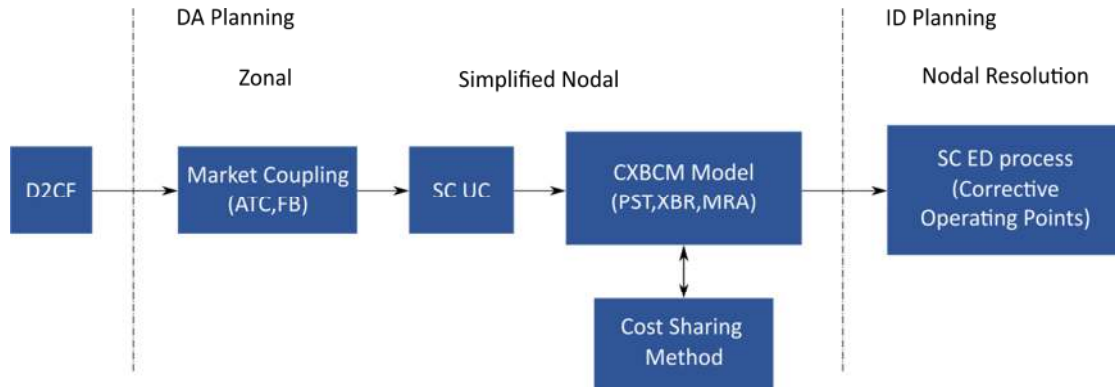 DA Planning
ID Planning
Zonal
Simplified Nodal
Nodal Resolution
D2CF
Market Coupling
(ATC,FB)
SC UC
CXBCM Model
(PST,XBR,MRA)
SC ED process
(Corrective
Operating Points)
Cost Sharing
Method